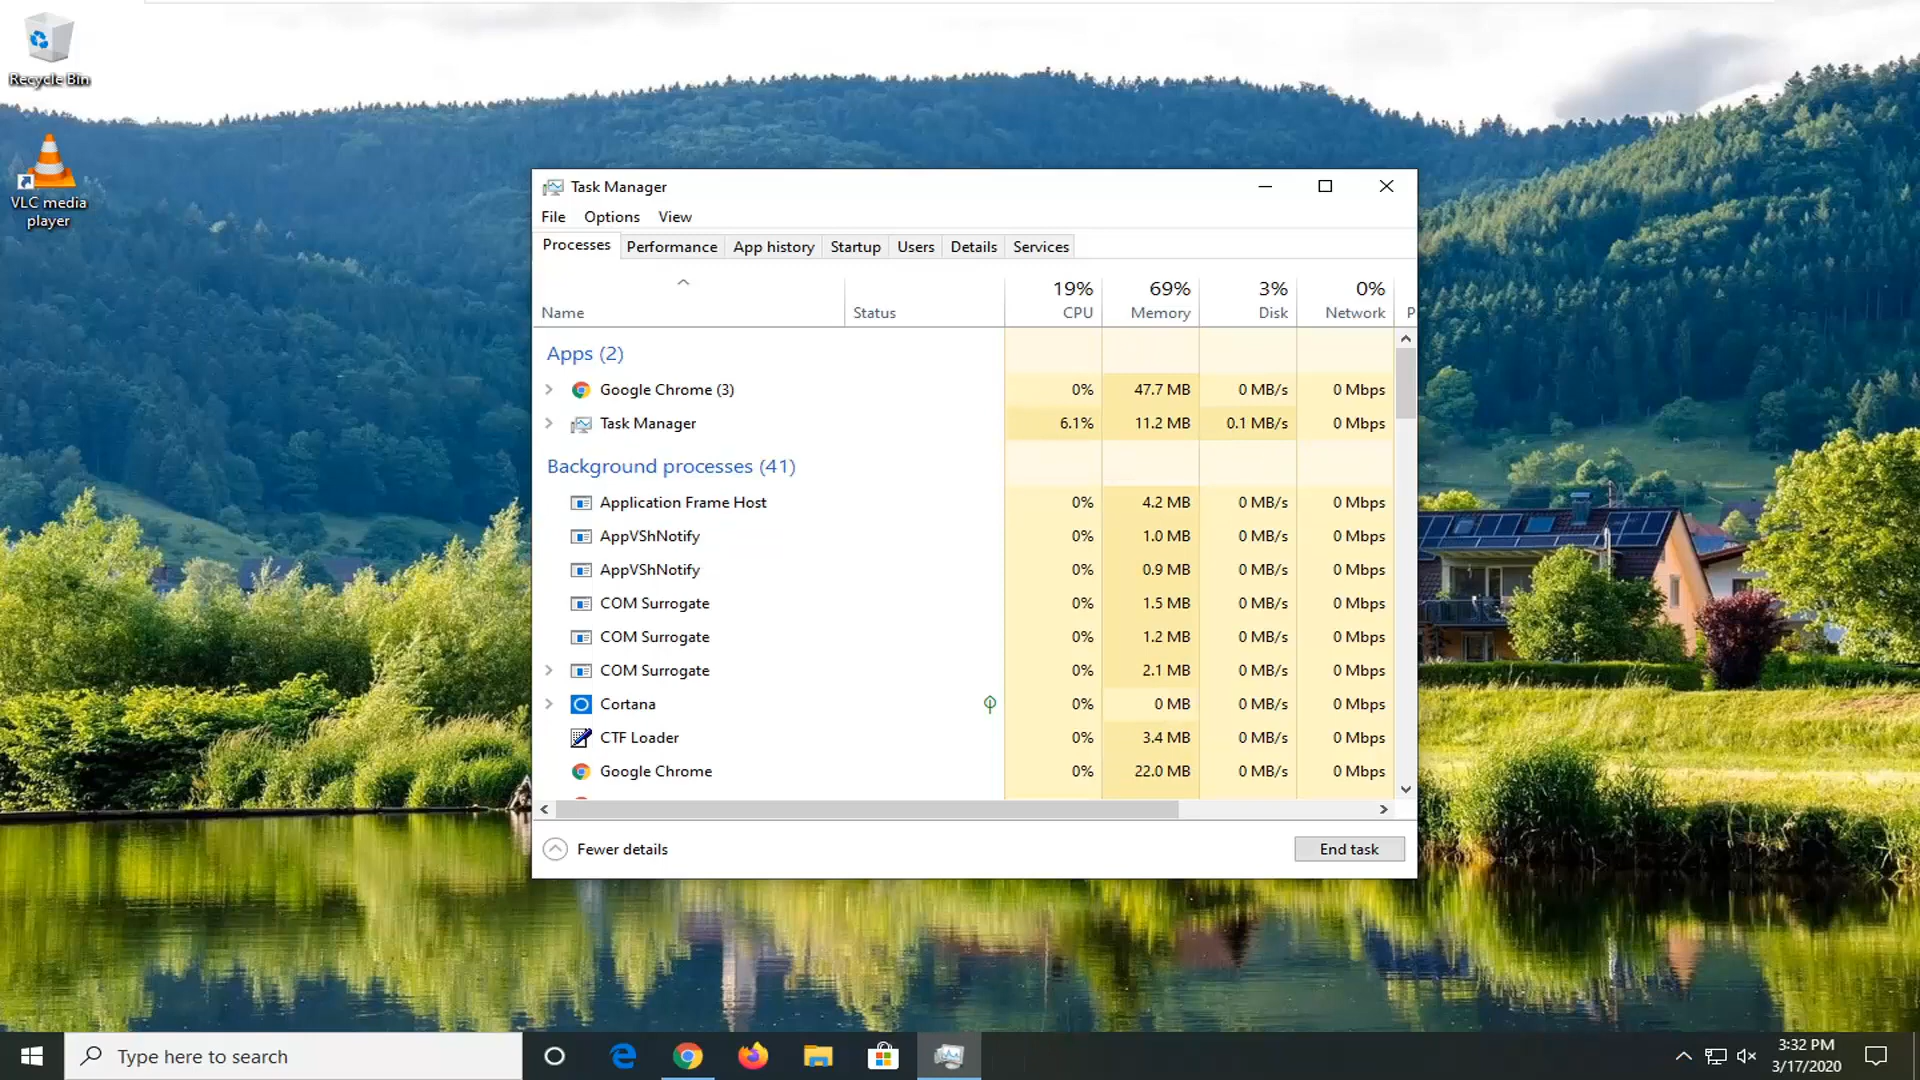 Recycle Bin
VLC media
player
Task Manager
File Options View
Processes Performance App history Startup Users Details Services
19% 69% 3% 0%
Name Status CPU Memory Disk Network P
Apps (2)
Google Chrome (3) 0% 47.7 MB 0 MB/s 0 Mbps
Task Manager 6.1% 11.2 MB 0.1 MB/s 0 Mbps
Background processes (41)
Application Frame Host 0% 4.2 MB 0 MB/s 0 Mbps
AppVShNotify 0% 1.0 MB 0 MB/s 0 Mbps
AppVShNotify 0% 0.9 MB 0 MB/s 0 Mbps
COM Surrogate 0% 1.5 MB 0 MB/s 0 Mbps
COM Surrogate 0% 1.2 MB 0 MB/s 0 Mbps
COM Surrogate 0% 2.1 MB 0 MB/s 0 Mbps
Cortana 0% 0 MB 0 MB/s 0 Mbps
CTF Loader 0% 3.4 MB 0 MB/s 0 Mbps
Google Chrome 0% 22.0 MB 0 MB/s 0 Mbps
Fewer details End task
Type here to search
3:32 PM
3/17/2020